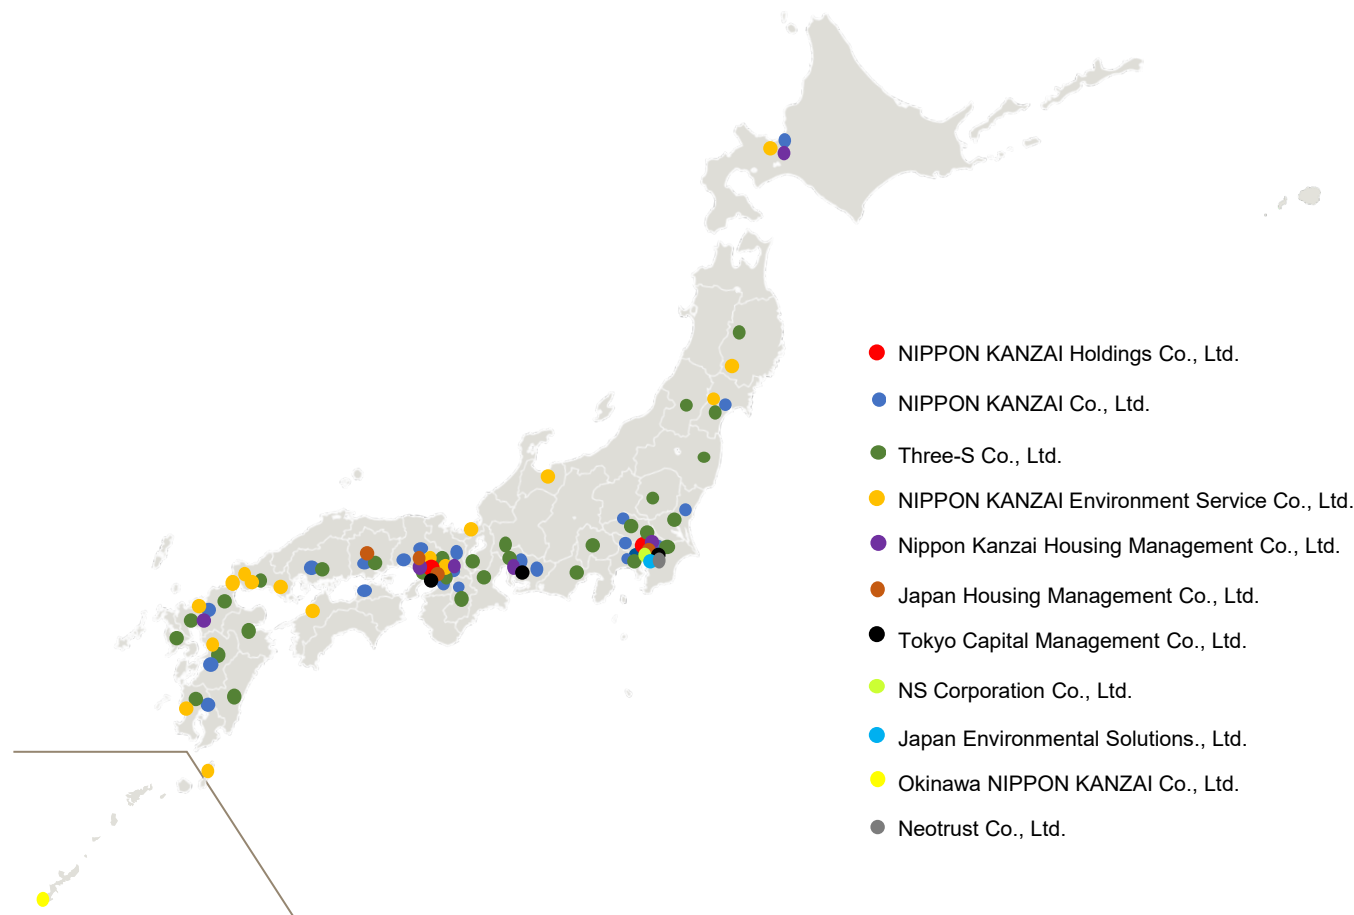 NIPPON KANZAI Holdings Co., Ltd.
NIPPON KANZAI Co., Ltd.
Three-S Co., Ltd.
NIPPON KANZAI Environment Service Co., Ltd.
Nippon Kanzai Housing Management Co., Ltd.
Japan Housing Management Co., Ltd.
Tokyo Capital Management Co., Ltd.
NS Corporation Co., Ltd.
Japan Environmental Solutions., Ltd.
Okinawa NIPPON KANZAI Co., Ltd.
Neotrust Co., Ltd.